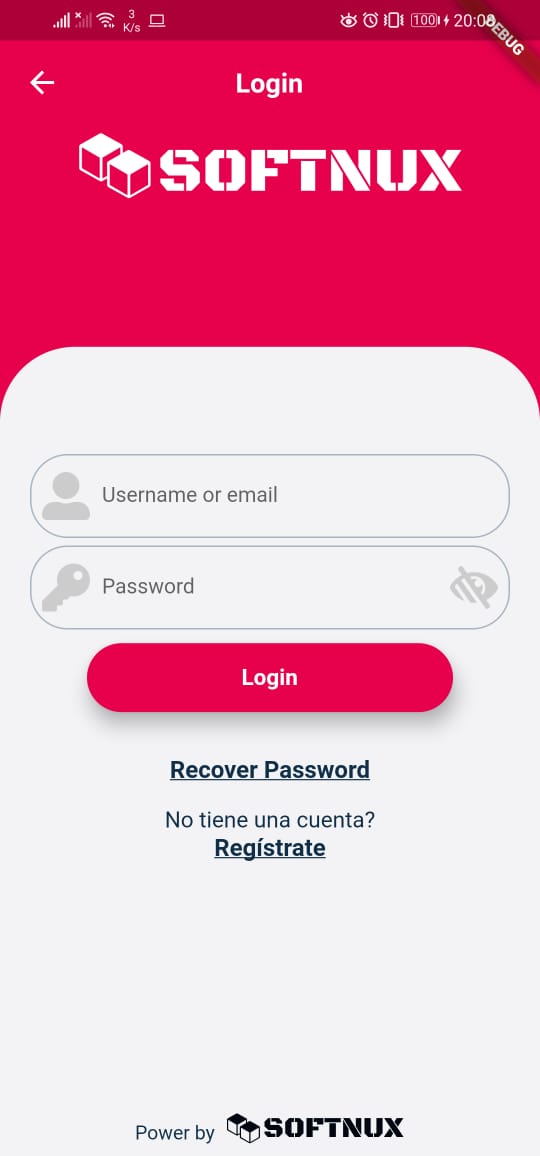 3
K/s
100
20:08
DEBUG
Login
SOFTNUX
Username or email
Password
Login
Recover Password
No tiene una cuenta?
Regístrate
Power by SOFTNUX